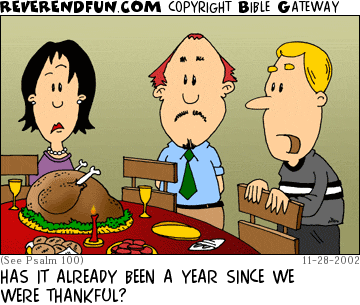 REVERENDFUN.COM COPYRIGHT BIBLE GATEWAY
(See Psalm 100) 11-28-2002
HAS IT ALREADY BEEN A YEAR SINCE WE
WERE THANKFUL?